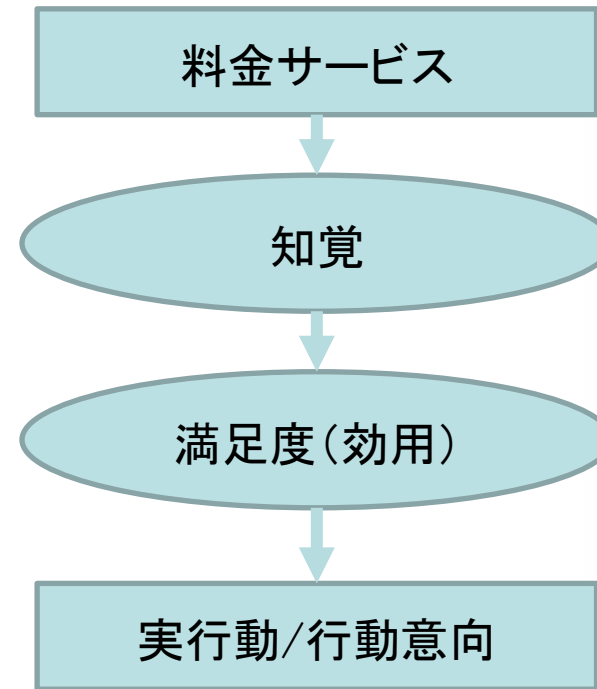 料金サービス
知覚
満足度（効用）
実行動/行動意向